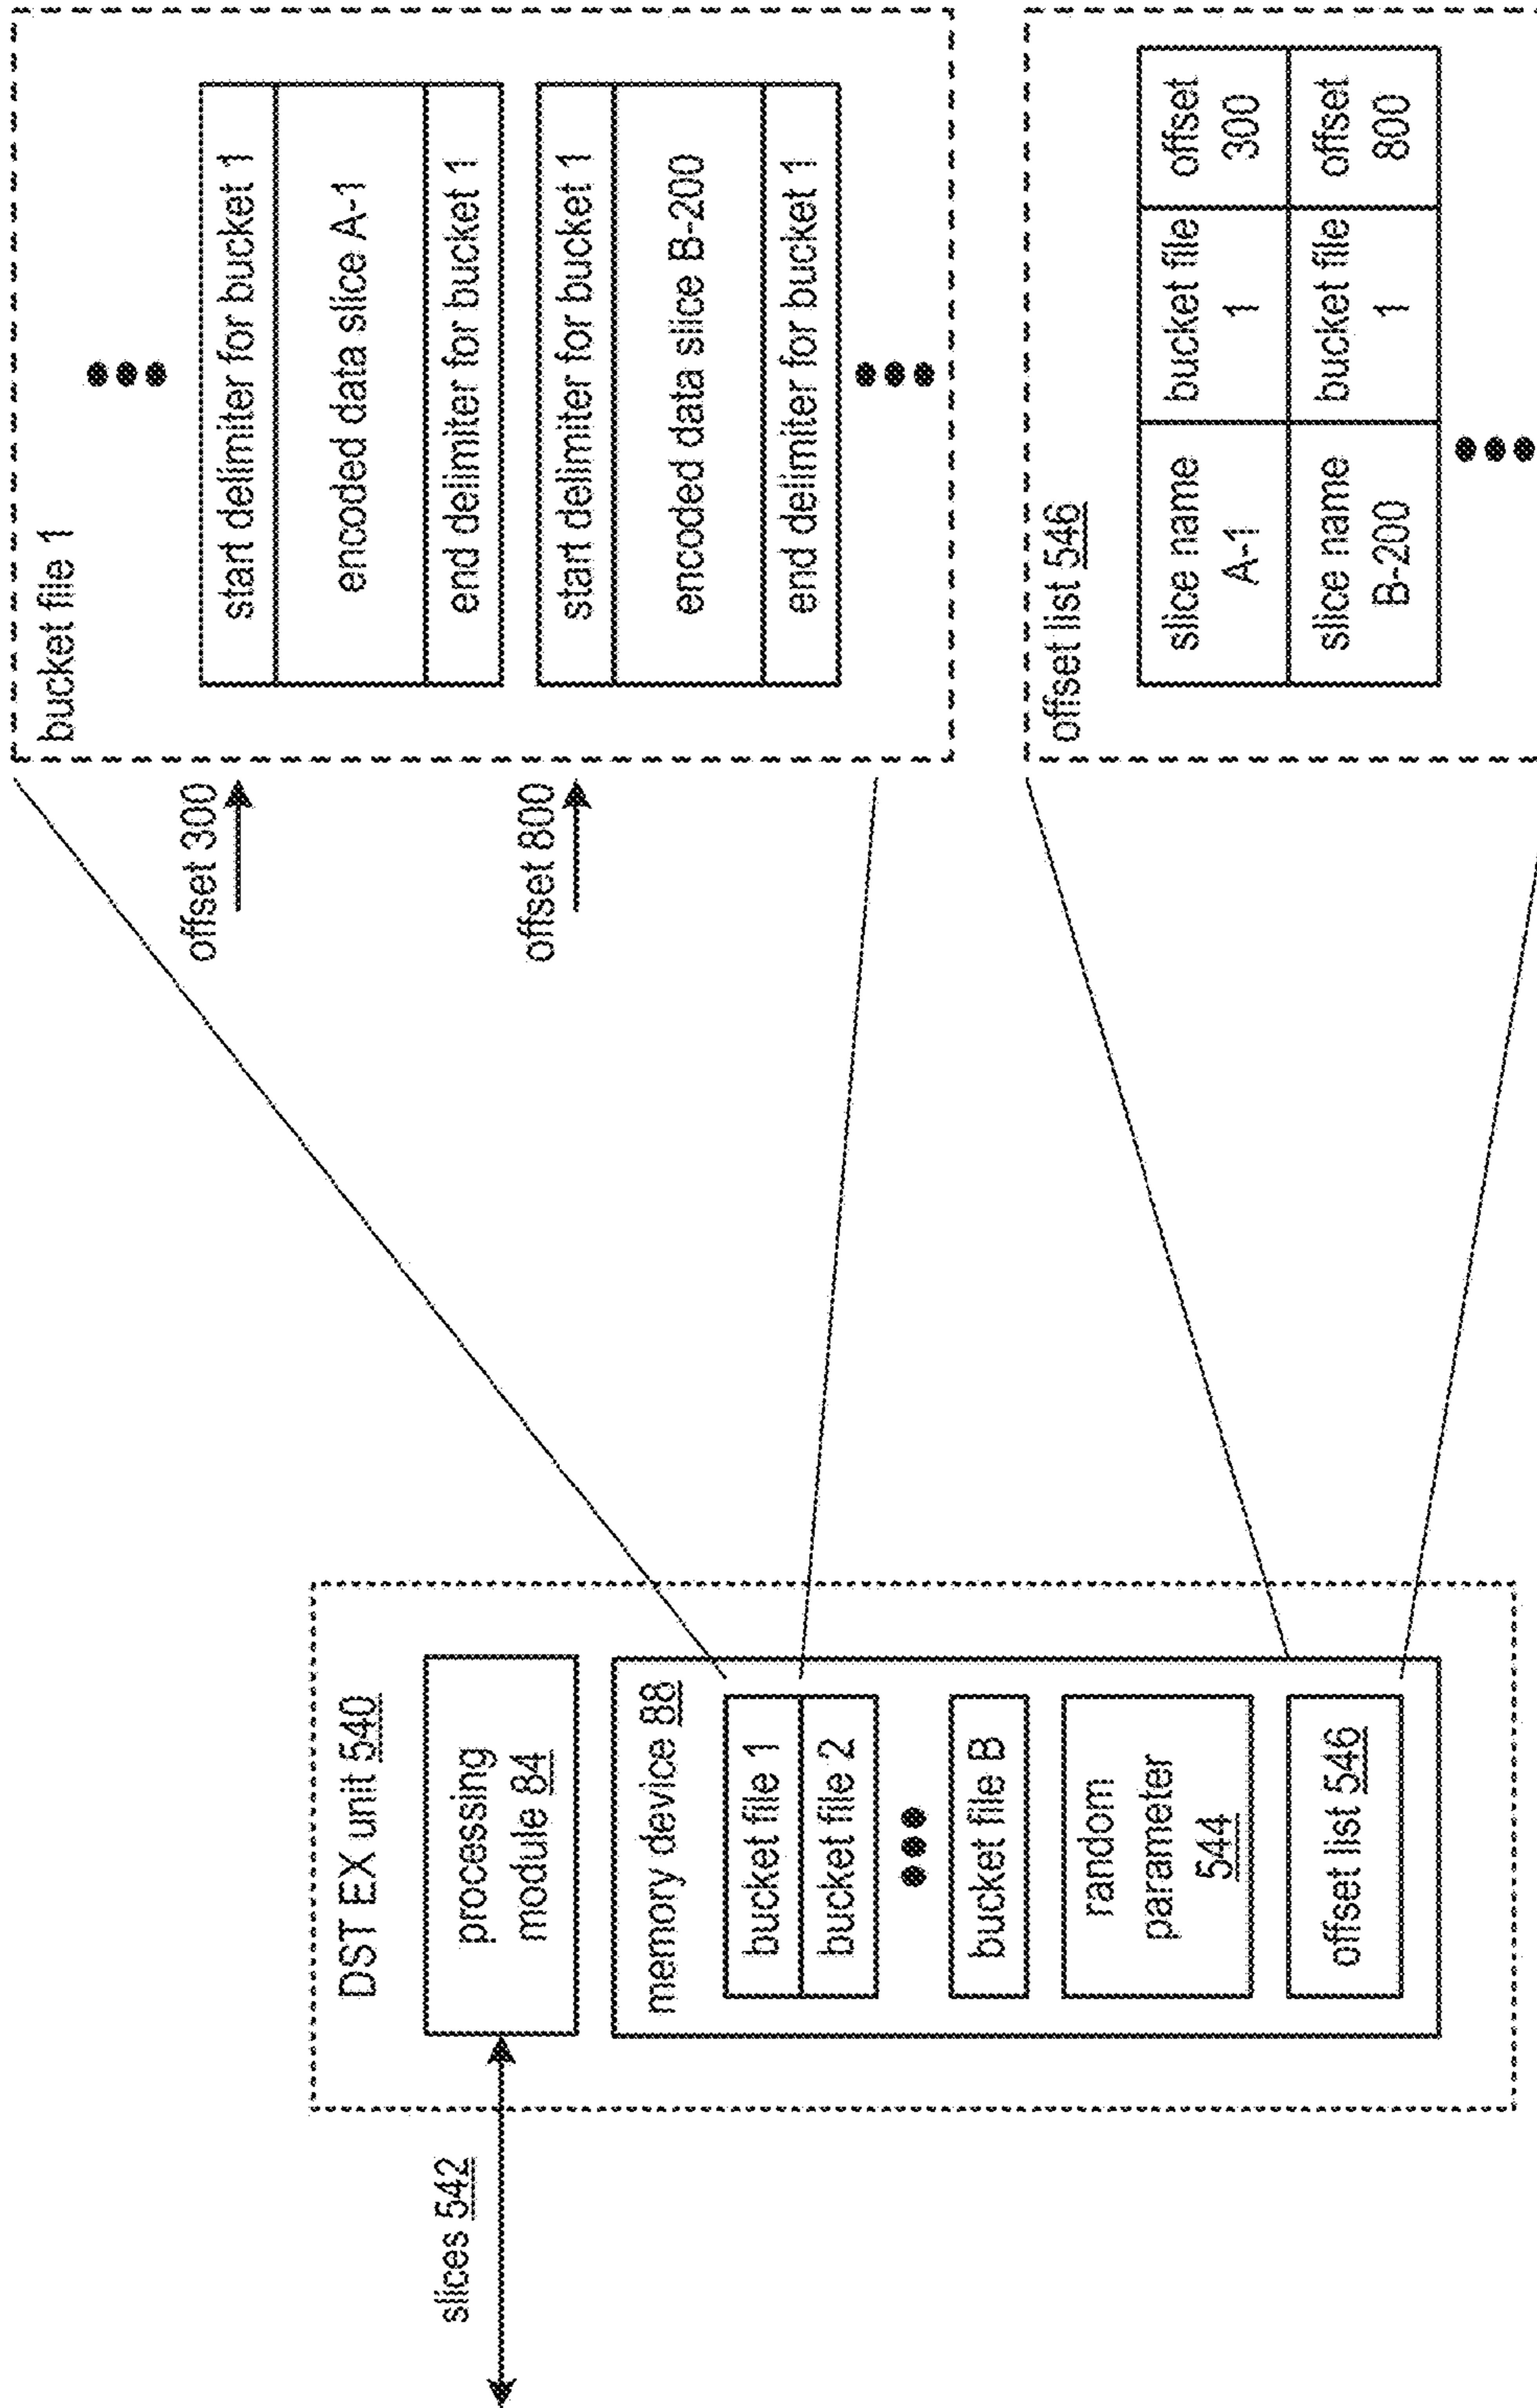 slices 542
DST EX unit 540
processing
module 84
memory device 88
bucket file 1
bucket file 2
bucket file B
random
parameter
544
offset list 546
offset 300
offset 800
bucket file 1
start delimiter for bucket 1
encoded data slice A-1
end delimiter for bucket 1
start delimiter for bucket 1
encoded data slice B-200
end delimiter for bucket 1
offset list 546
slice name
A-1
bucket file
1
offset
300
slice name
B-200
bucket file
1
offset
800